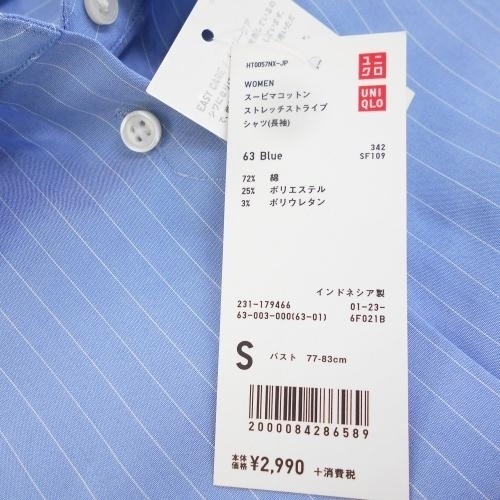 EASY CARE
HT0057NX-JP
ユニ
クロ
UNI
QLO
WOMEN
スーピマコットン
ストレッチストライプ
シャツ(長袖)
63 Blue
342
SF109
72% 綿
25% ポリエステル
3% ポリウレタン
インドネシア製
231-179466 01-23-
63-003-000(63-01) 6F021B
S バスト 77-83cm
2000084286589
本体
価格 ¥2,990 +消費税